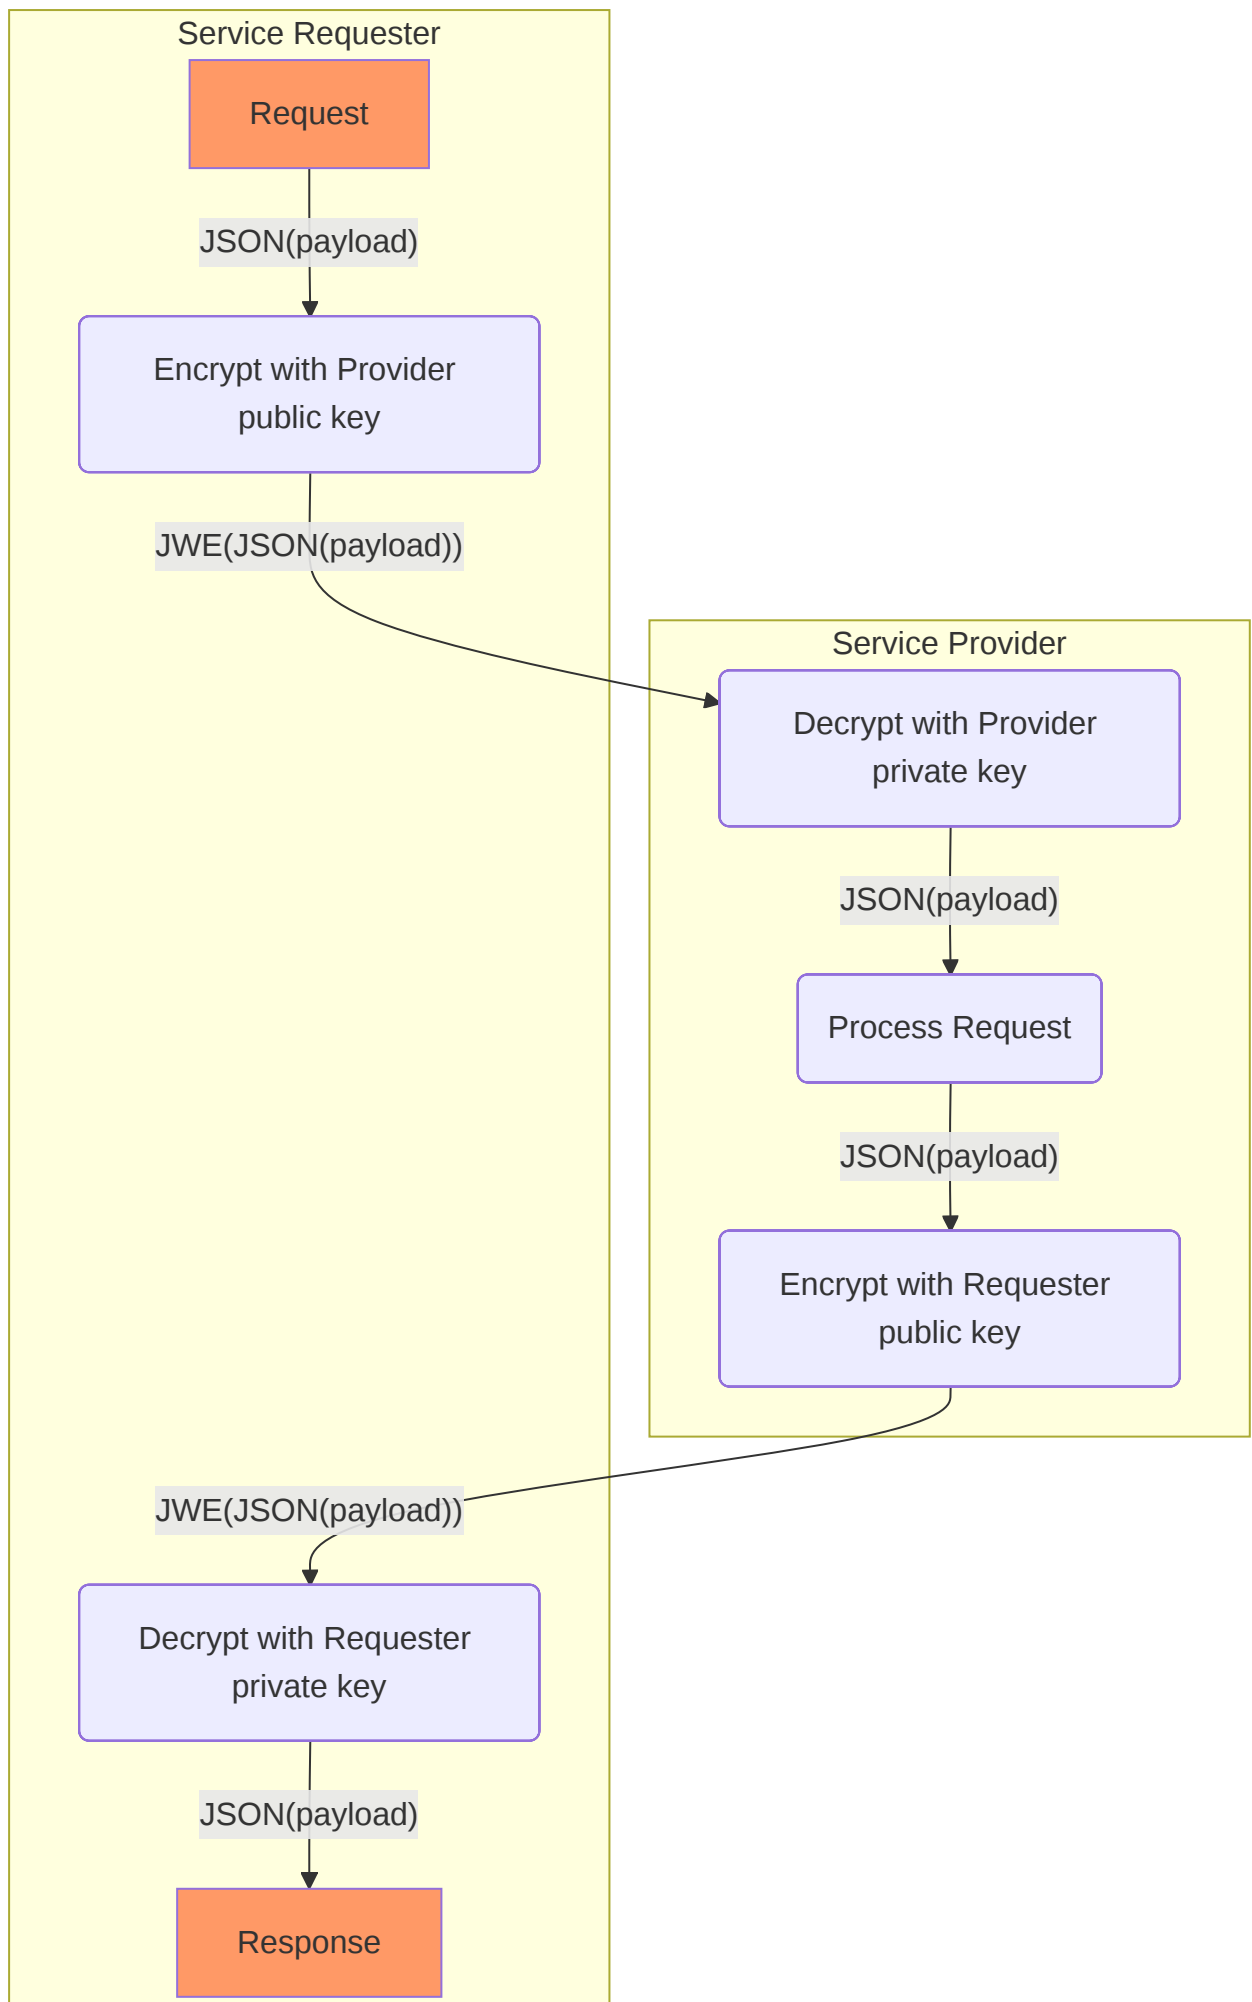 Service Requester
Request
JSON(payload)
Encrypt with Provider
public key
JWE(JSON(payload))
Service Provider
Decrypt with Provider
private key
JSON(payload)
Process Request
JSON(payload)
Encrypt with Requester
public key
JWE(JSON(payload))
Decrypt with Requester
private key
JSON(payload)
Response